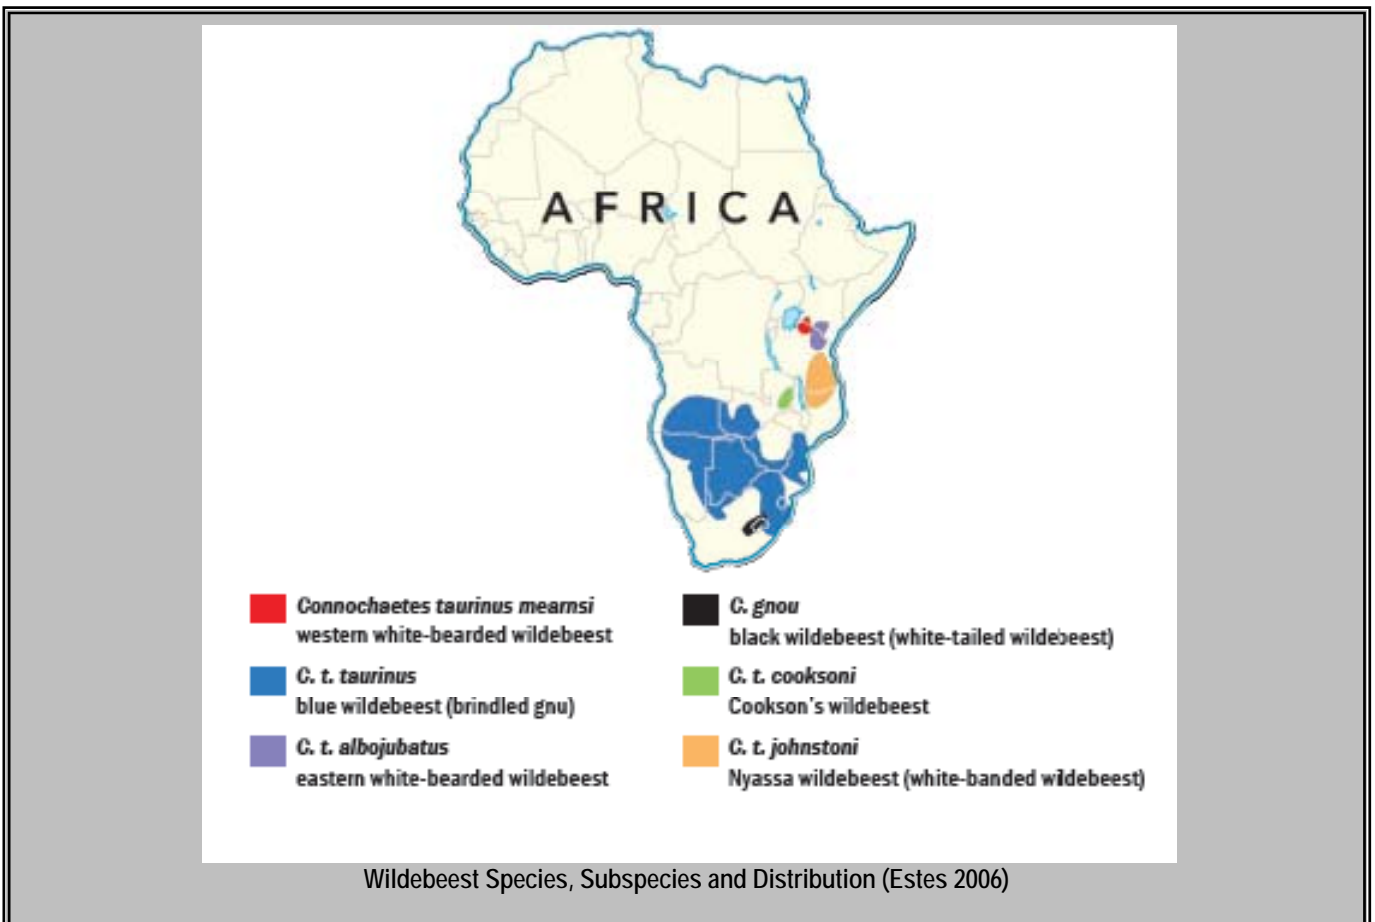 AFRICA
Connochaetes taurinus mearnsi
western white-bearded wildebeest
C. t. taurinus
blue wildebeest (brindled gnu)
C. t. albojubatus
eastern white-bearded wildebeest
C. gnou
black wildebeest (white-tailed wildebeest)
C. t. cooksoni
Cookson's wildebeest
C. t. johnstoni
Nyassa wildebeest (white-banded wildebeest)
Wildebeest Species, Subspecies and Distribution (Estes 2006)